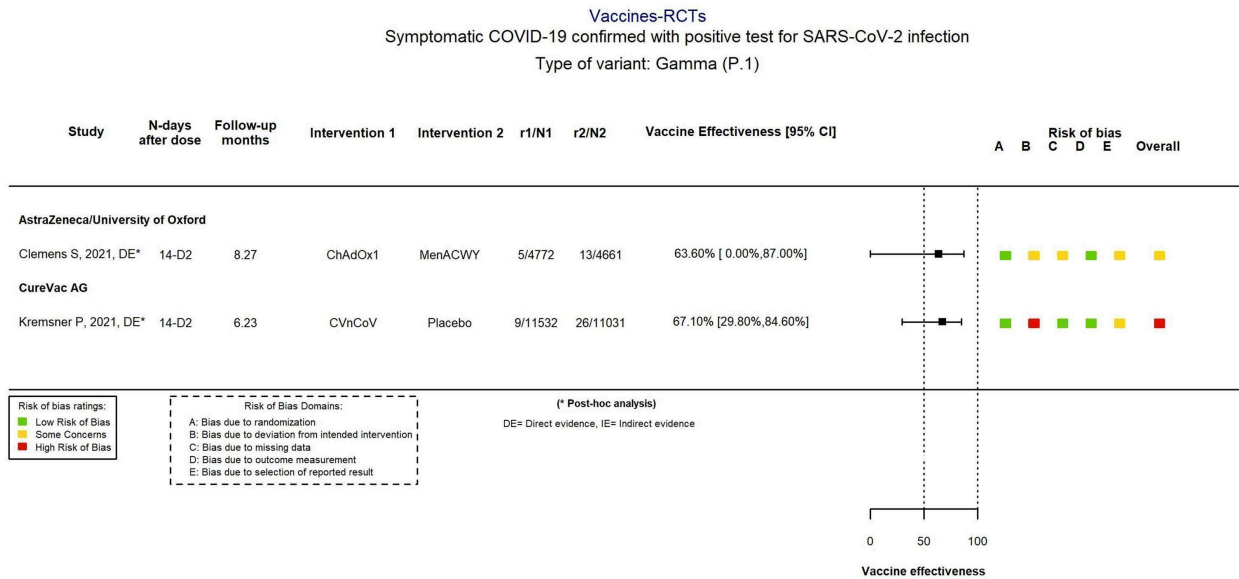 Vaccines-RCTs
Symptomatic COVID-19 confirmed with positive test for SARS-CoV-2 infection
Type of variant: Gamma (P.1)
Study N-days after dose Follow-up months Intervention 1 Intervention 2 r1/N1 r2/N2 Vaccine Effectiveness [95% CI] Risk of bias
A B C D E Overall
AstraZeneca/University of Oxford
Clemens S, 2021, DE* 14-D2 8.27 ChAdOx1 MenACWY 5/4772 13/4661 63.60% [ 0.00%,87.00%]
CureVac AG
Kremsner P, 2021, DE* 14-D2 6.23 CVnCoV Placebo 9/11532 26/11031 67.10% [29.80%,84.60%]
Risk of bias ratings:
Low Risk of Bias
Some Concerns
High Risk of Bias
Risk of Bias Domains:
A: Bias due to randomization
B: Bias due to deviation from intended intervention
C: Bias due to missing data
D: Bias due to outcome measurement
E: Bias due to selection of reported result
(* Post-hoc analysis)
DE= Direct evidence, IE= Indirect evidence
0 50 100
Vaccine effectiveness